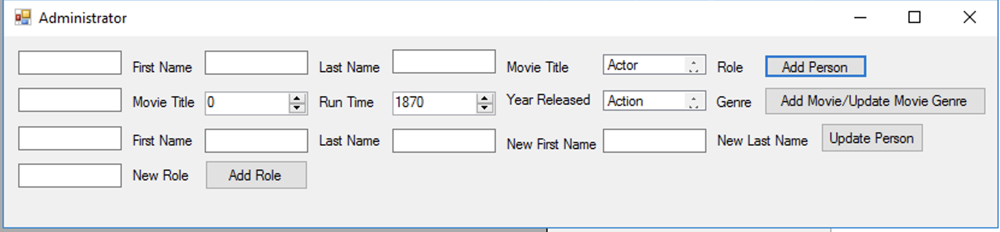 Administrator
First Name Last Name Movie Title Actor Role Add Person
Movie Title 0 Run Time 1870 Year Released Action Genre Add Movie/Update Movie Genre
First Name Last Name New First Name New Last Name Update Person
New Role Add Role